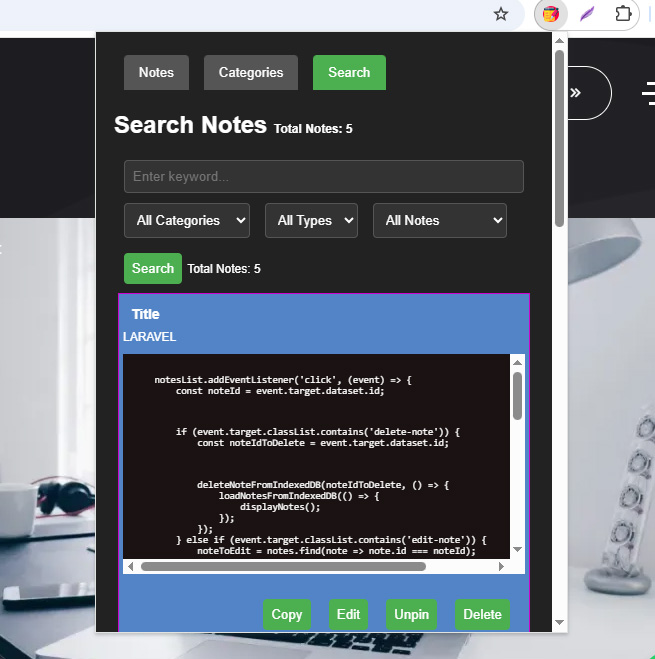 Notes
Categories
Search
»
Search Notes Total Notes: 5
Enter keyword...
All Categories
All Types
All Notes
Search Total Notes: 5
Title
LARAVEL
notesList.addEventListener('click', (event) => {
const noteId = event.target.dataset.id;
if (event.target.classList.contains('delete-note')) {
const noteIdToDelete = event.target.dataset.id;
deleteNoteFromIndexedDB(noteIdToDelete, () => {
loadNotesFromIndexedDB(() => {
displayNotes();
});
});
} else if (event.target.classList.contains('edit-note')) {
noteToEdit = notes.find(note => note.id === noteId);
Copy
Edit
Unpin
Delete